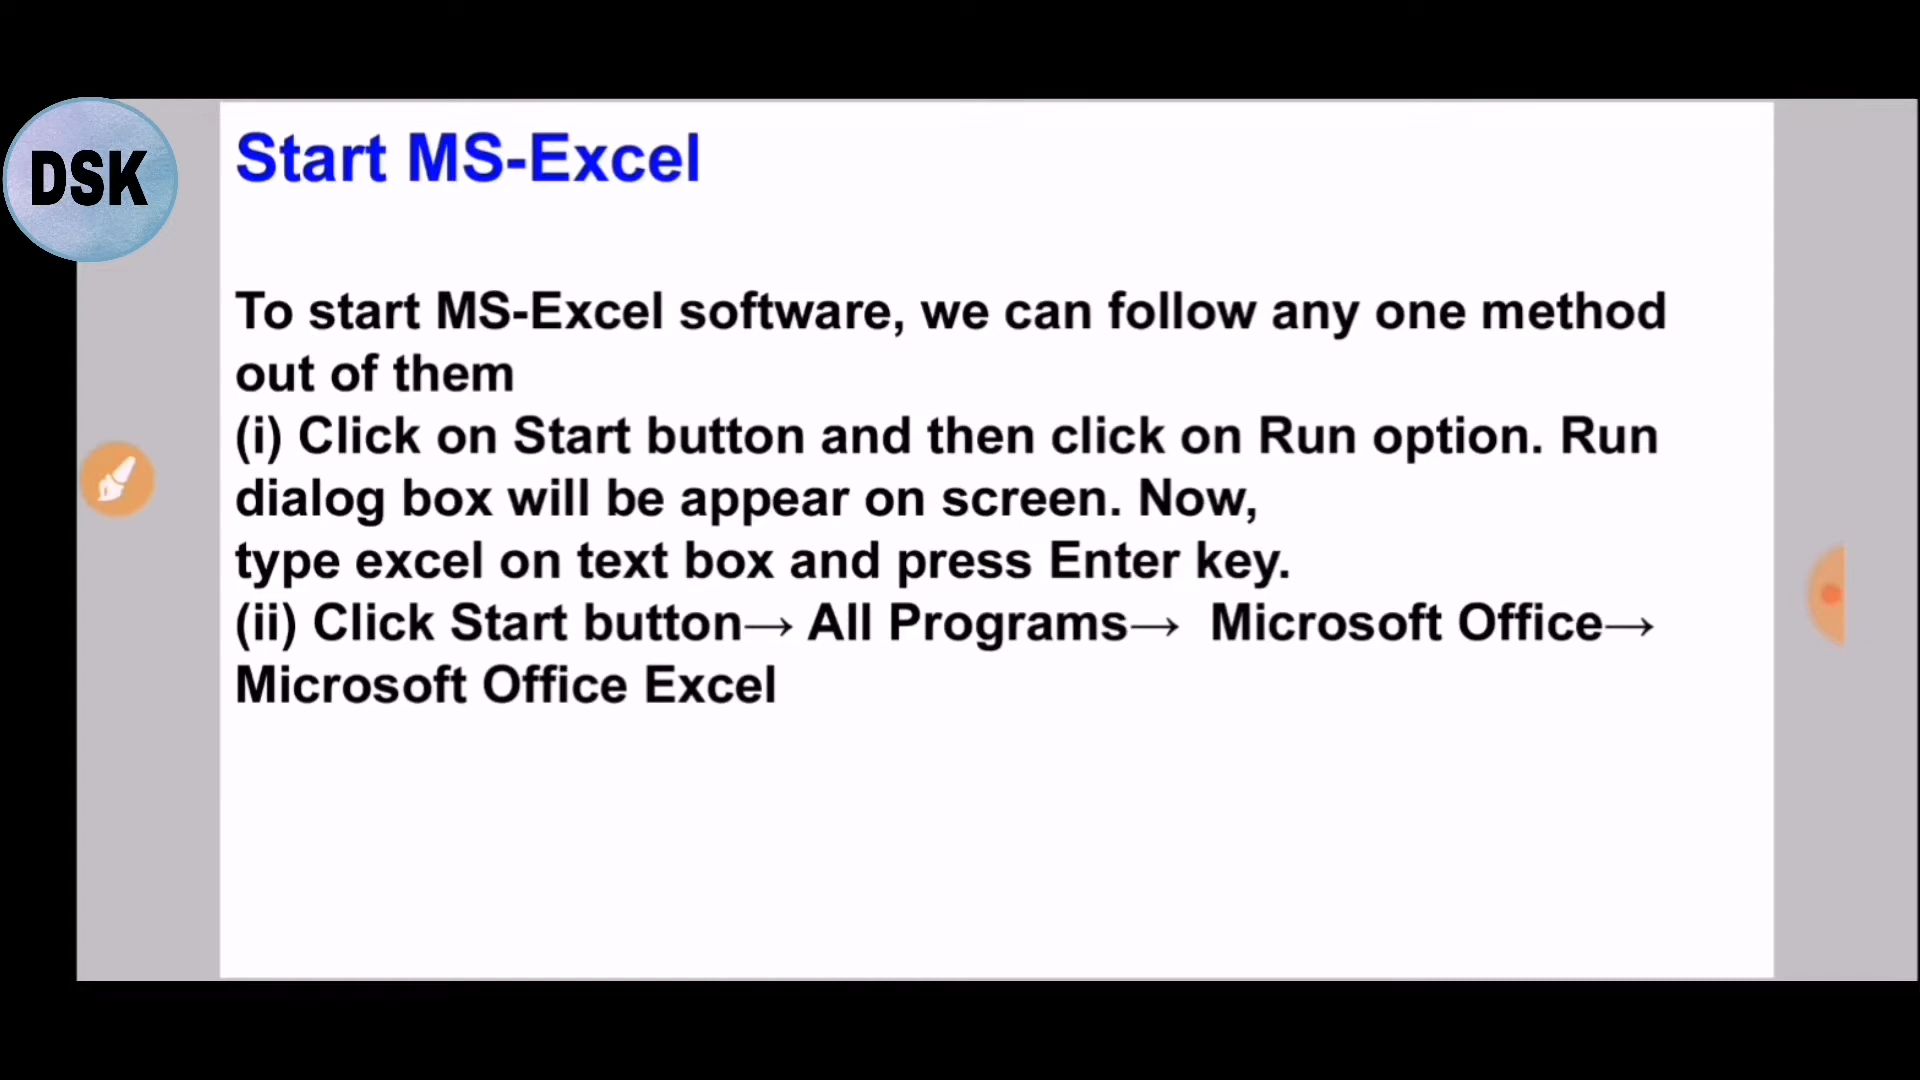 DSK
Start MS-Excel
To start MS-Excel software, we can follow any one method
out of them
(i) Click on Start button and then click on Run option. Run
dialog box will be appear on screen. Now,
type excel on text box and press Enter key.
(ii) Click Start button→ All Programs→ Microsoft Office→
Microsoft Office Excel